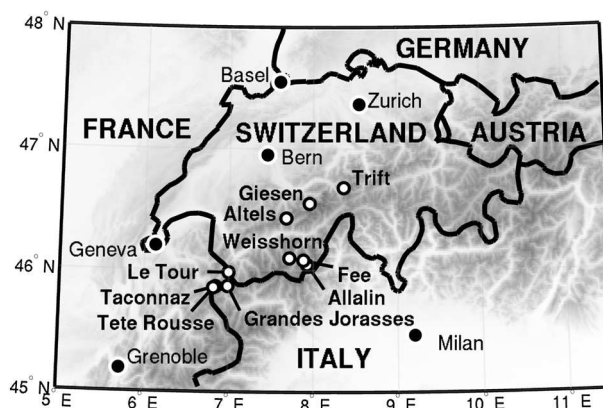 48° N
GERMANY
Basel
Zurich
FRANCE
SWITZERLAND
AUSTRIA
47° N
Bern
Trift
Giesen
Altels
Weisshorn
Geneva
46° N
Le Tour
Fee
Taconnaz
Allalin
Tete Rousse
Grandes Jorasses
Milan
Grenoble
ITALY
45° N
5° E
6° E
7° E
8° E
9° E
10° E
11° E